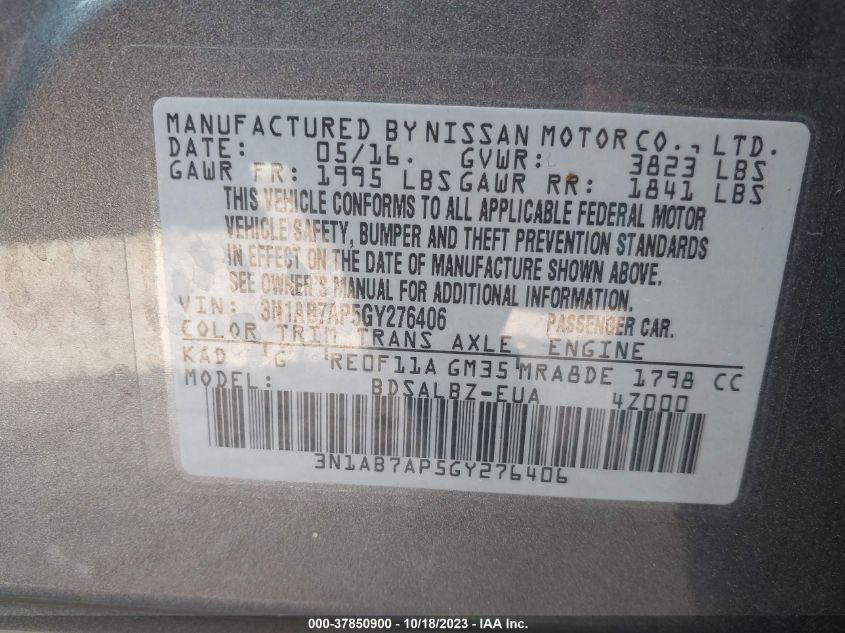 MANUFACTURED BY NISSAN MOTOR CO., LTD.
DATE: 05/16. GVWR: 3823 LBS
GAWR FR: 1995 LBS GAWR RR: 1841 LBS
THIS VEHICLE CONFORMS TO ALL APPLICABLE FEDERAL MOTOR
VEHICLE SAFETY, BUMPER AND THEFT PREVENTION STANDARDS
IN EFFECT ON THE DATE OF MANUFACTURE SHOWN ABOVE.
SEE OWNER'S MANUAL FOR ADDITIONAL INFORMATION.
VIN: 3N1AB7AP5GY276406 PASSENGER CAR.
COLOR TRIM TRANS AXLE ENGINE
KAD G RE0F11A GM35 MRA8DE 1798 CC
MODEL: BDSALBZ-EUA 4Z000
3N1AB7AP5GY276406
000-37850900 - 10/18/2023 - IAA Inc.